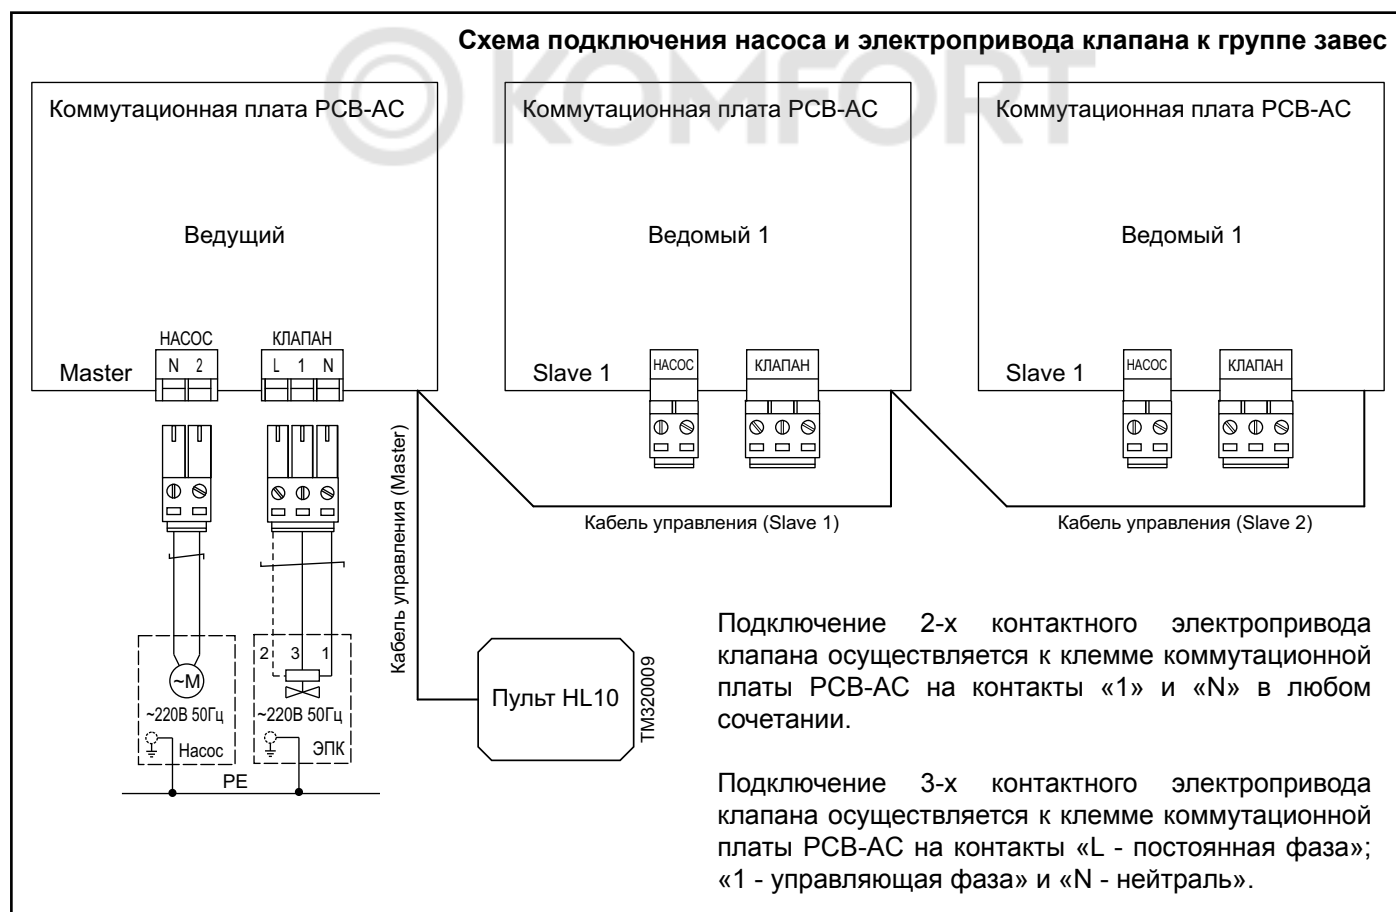 Схема подключения насоса и электропривода клапана к группе завес
KOMFORT
Коммутационная плата PCB-AC
Ведущий
НАСОС
КЛАПАН
Master
N 2
L 1 N
Коммутационная плата PCB-AC
Ведомый 1
Slave 1
НАСОС
КЛАПАН
Коммутационная плата PCB-AC
Ведомый 1
Slave 1
НАСОС
КЛАПАН
Кабель управления (Master)
Кабель управления (Slave 1)
Кабель управления (Slave 2)
~М
~220В 50Гц
Насос
2 3 1
~220В 50Гц
ЭПК
PE
Пульт HL10
TM320009
Подключение 2-х контактного электропривода
клапана осуществляется к клемме коммутационной
платы PCB-AC на контакты «1» и «N» в любом
сочетании.
Подключение 3-х контактного электропривода
клапана осуществляется к клемме коммутационной
платы PCB-AC на контакты «L - постоянная фаза»;
«1 - управляющая фаза» и «N - нейтраль».